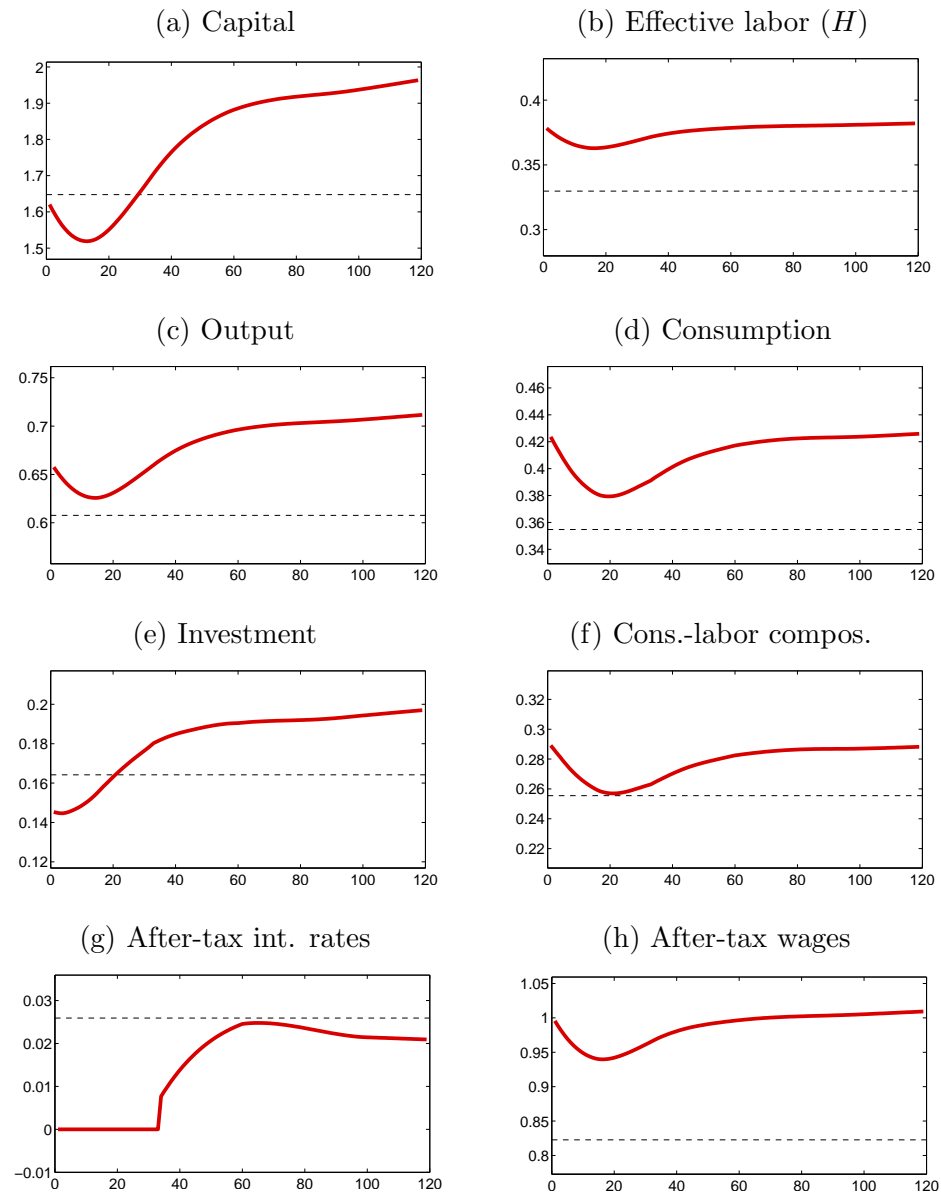 (a) Capital
2
1.9
1.8
1.7
1.6
1.5
0 20 40 60 80 100 120
(b) Effective labor (H)
0.4
0.35
0.3
0 20 40 60 80 100 120
(c) Output
0.75
0.7
0.65
0.6
0 20 40 60 80 100 120
(d) Consumption
0.46
0.44
0.42
0.4
0.38
0.36
0.34
0 20 40 60 80 100 120
(e) Investment
0.2
0.18
0.16
0.14
0.12
0 20 40 60 80 100 120
(f) Cons.-labor compos.
0.32
0.3
0.28
0.26
0.24
0.22
0 20 40 60 80 100 120
(g) After-tax int. rates
0.03
0.02
0.01
0
−0.01
0 20 40 60 80 100 120
(h) After-tax wages
1.05
1
0.95
0.9
0.85
0.8
0 20 40 60 80 100 120